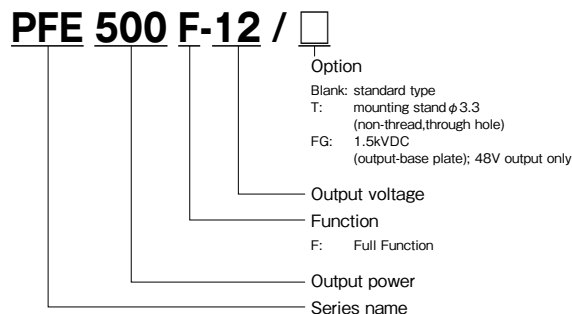 PFE 500 F-12 / □
Option
Blank: standard type
T: mounting stand φ3.3
(non-thread,through hole)
FG: 1.5kVDC
(output-base plate); 48V output only
Output voltage
Function
F: Full Function
Output power
Series name